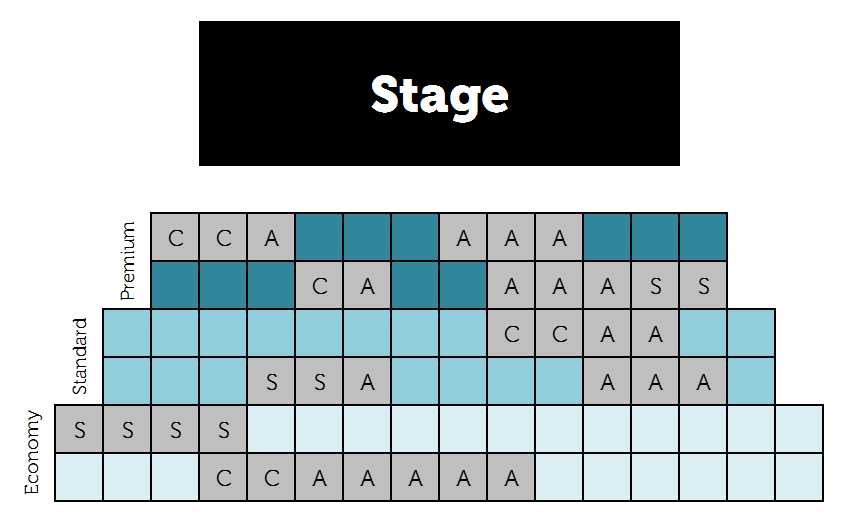 Stage
Premium
C C A A A A
C A A A A S S
Standard
C C A A
S S A A A A
Economy
S S S S
C C A A A A A